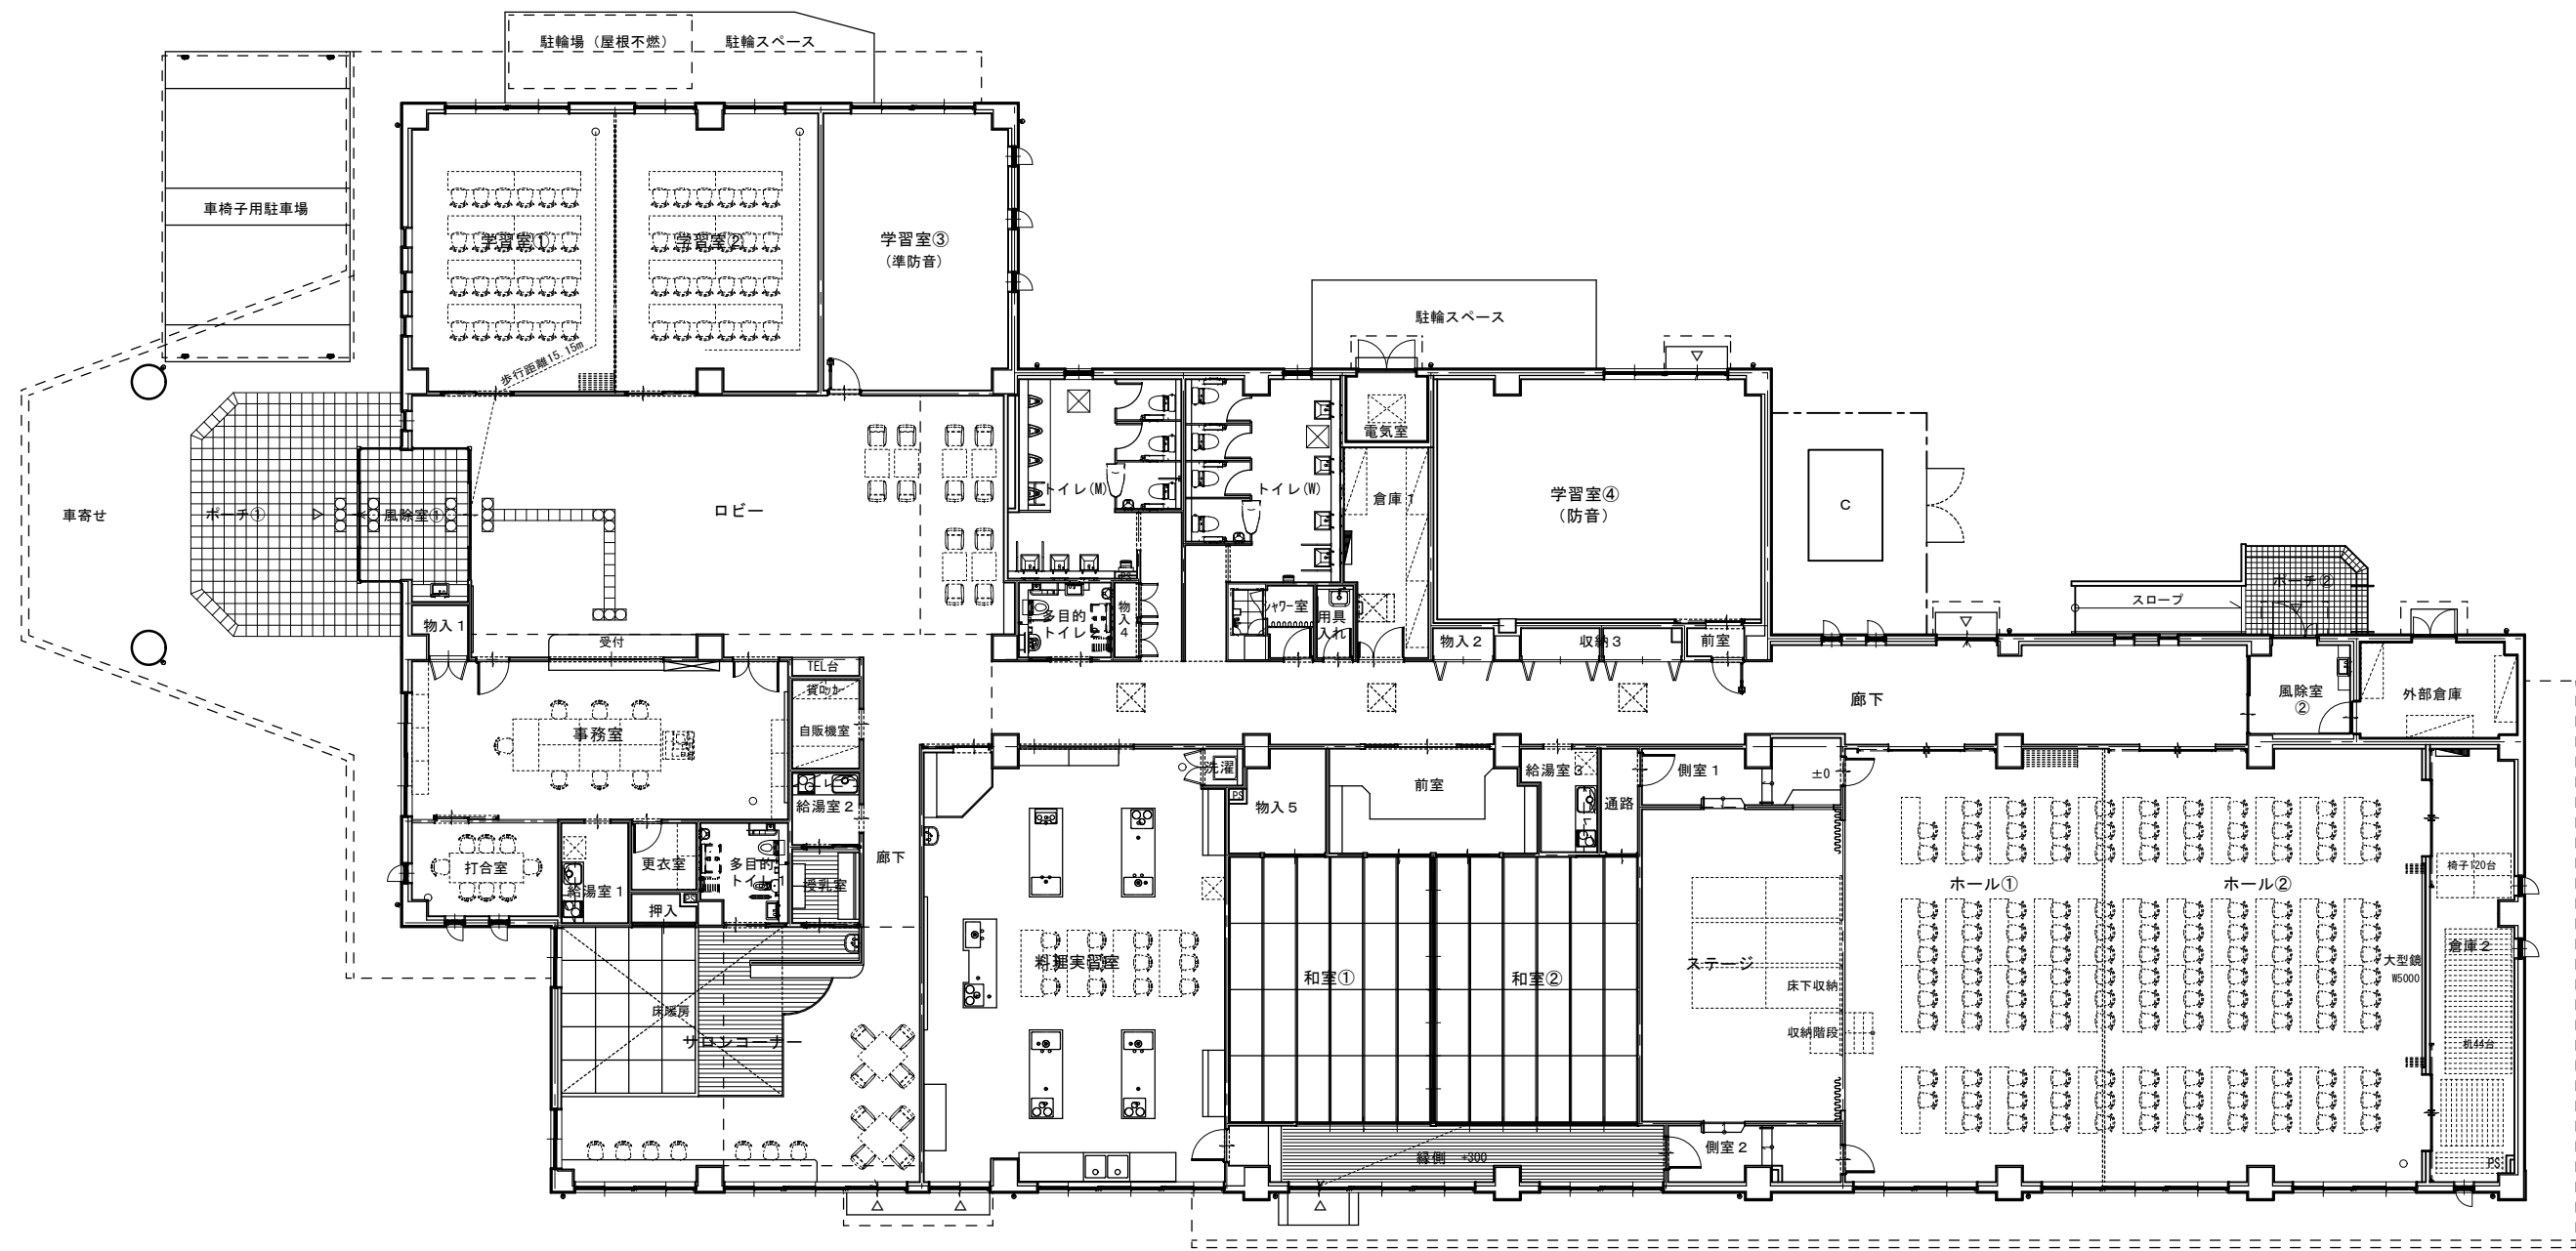 駐輪場（屋根不燃）
駐輪スペース
車椅子用駐車場
学習室①
学習室②
学習室③
（準防音）
歩行距離15.15m
駐輪スペース
電気室
トイレ(M)
トイレ(W)
倉庫1
学習室④
（防音）
C
車寄せ
ポーチ①
風除室①
ロビー
スロープ
ポーチ②
物入１
受付
多目的
トイレ2
物入４
シャワー室
用具
入れ
物入２
収納３
前室
TEL台
貸ロッカー
自販機室
事務室
廊下
風除室
②
外部倉庫
洗濯
PS
物入５
前室
給湯室３
通路
側室１
±0
給湯室２
打合室
給湯室１
更衣室
押入
PS
多目的
トイレ1
授乳室
廊下
椅子120台
ホール①
ホール②
倉庫２
大型鏡
W5000
料理実習室
和室①
和室②
ステージ
床下収納
収納階段
床暖房
サロンコーナー
机44台
縁側　+300
側室２
PS